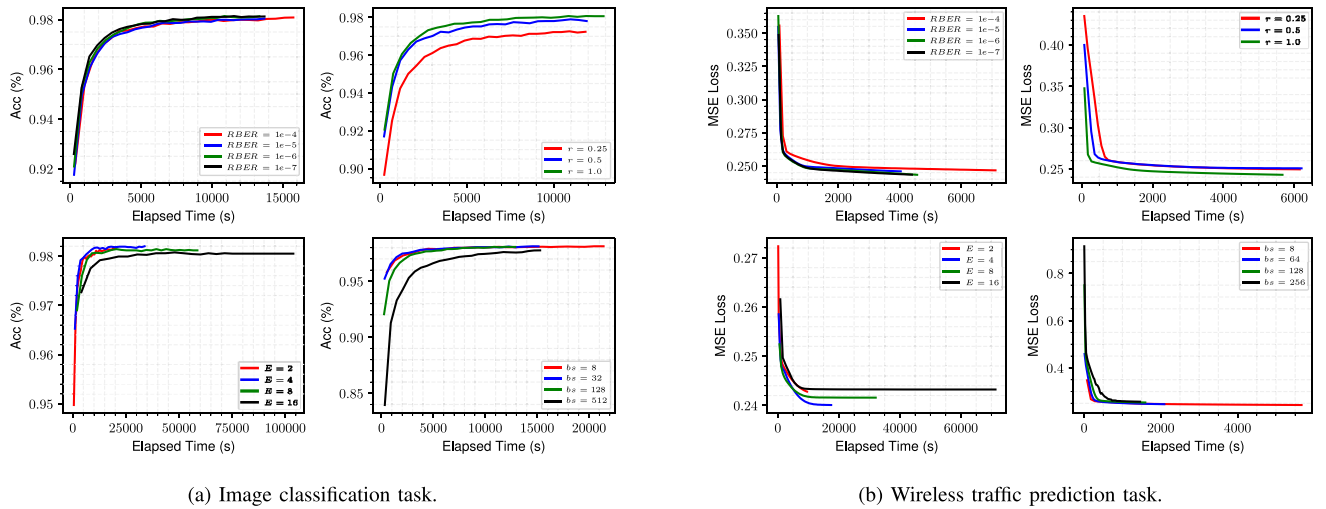 0.98
0.96
0.94
0.92
Acc (%)
0 5000 10000 15000
Elapsed Time (s)
RBER = 1e−4
RBER = 1e−5
RBER = 1e−6
RBER = 1e−7
0.98
0.96
0.94
0.92
0.90
Acc (%)
0 5000 10000
Elapsed Time (s)
r = 0.25
r = 0.5
r = 1.0
0.350
0.325
0.300
0.275
0.250
MSE Loss
0 2000 4000 6000
Elapsed Time (s)
RBER = 1e−4
RBER = 1e−5
RBER = 1e−6
RBER = 1e−7
0.40
0.35
0.30
0.25
MSE Loss
0 2000 4000 6000
Elapsed Time (s)
r = 0.25
r = 0.5
r = 1.0
0.98
0.97
0.96
0.95
Acc (%)
0 25000 50000 75000 100000
Elapsed Time (s)
E = 2
E = 4
E = 8
E = 16
0.95
0.90
0.85
Acc (%)
0 5000 10000 15000 20000
Elapsed Time (s)
bs = 8
bs = 32
bs = 128
bs = 512
0.27
0.26
0.25
0.24
MSE Loss
0 20000 40000 60000
Elapsed Time (s)
E = 2
E = 4
E = 8
E = 16
0.8
0.6
0.4
MSE Loss
0 2000 4000
Elapsed Time (s)
bs = 8
bs = 64
bs = 128
bs = 256
(a) Image classification task.
(b) Wireless traffic prediction task.